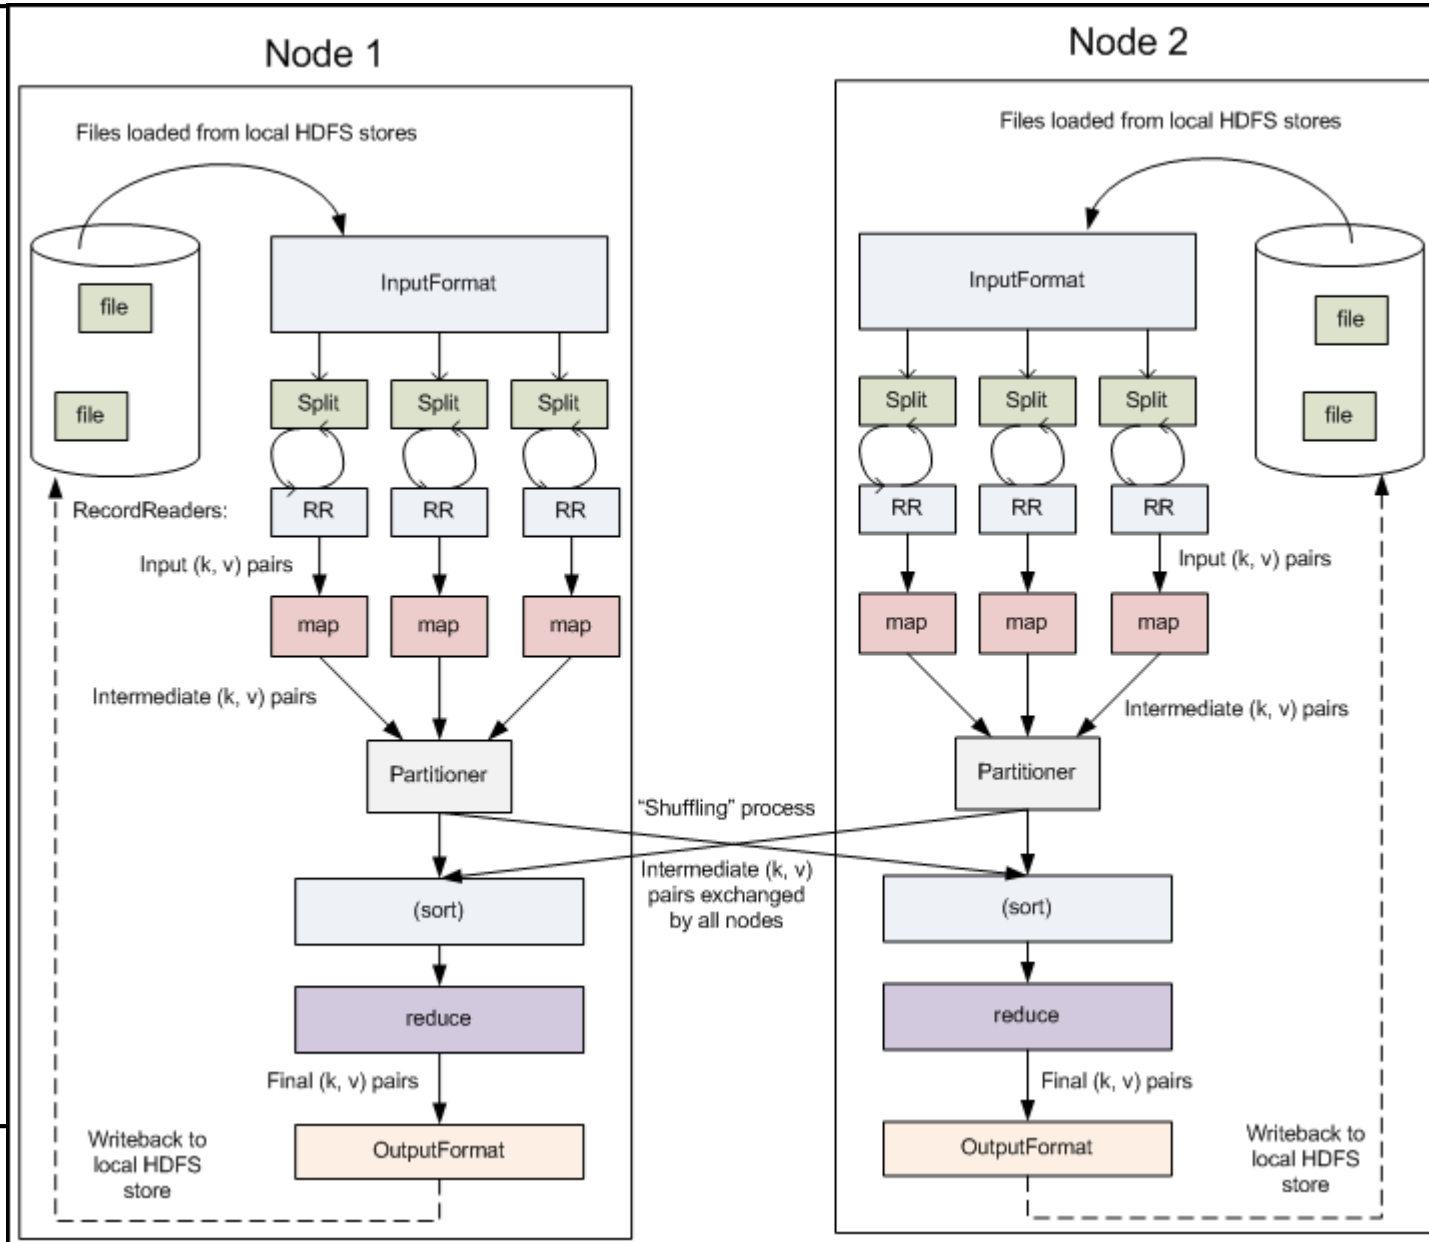 Node 1
Files loaded from local HDFS stores
InputFormat
file
file
Split
Split
Split
RecordReaders:
RR
RR
RR
Input (k, v) pairs
map
map
map
Intermediate (k, v) pairs
Partitioner
“Shuffling” process
Intermediate (k, v)
pairs exchanged
by all nodes
(sort)
reduce
Final (k, v) pairs
OutputFormat
Writeback to
local HDFS
store
Node 2
Files loaded from local HDFS stores
InputFormat
file
file
Split
Split
Split
RR
RR
RR
Input (k, v) pairs
map
map
map
Intermediate (k, v) pairs
Partitioner
(sort)
reduce
Final (k, v) pairs
OutputFormat
Writeback to
local HDFS
store